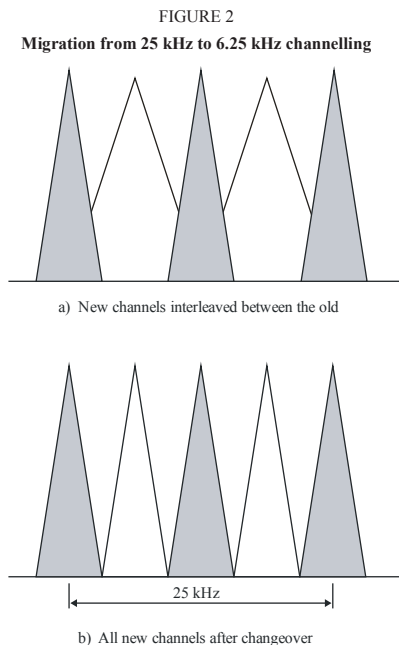 FIGURE 2
Migration from 25 kHz to 6.25 kHz channelling
a) New channels interleaved between the old
25 kHz
b) All new channels after changeover